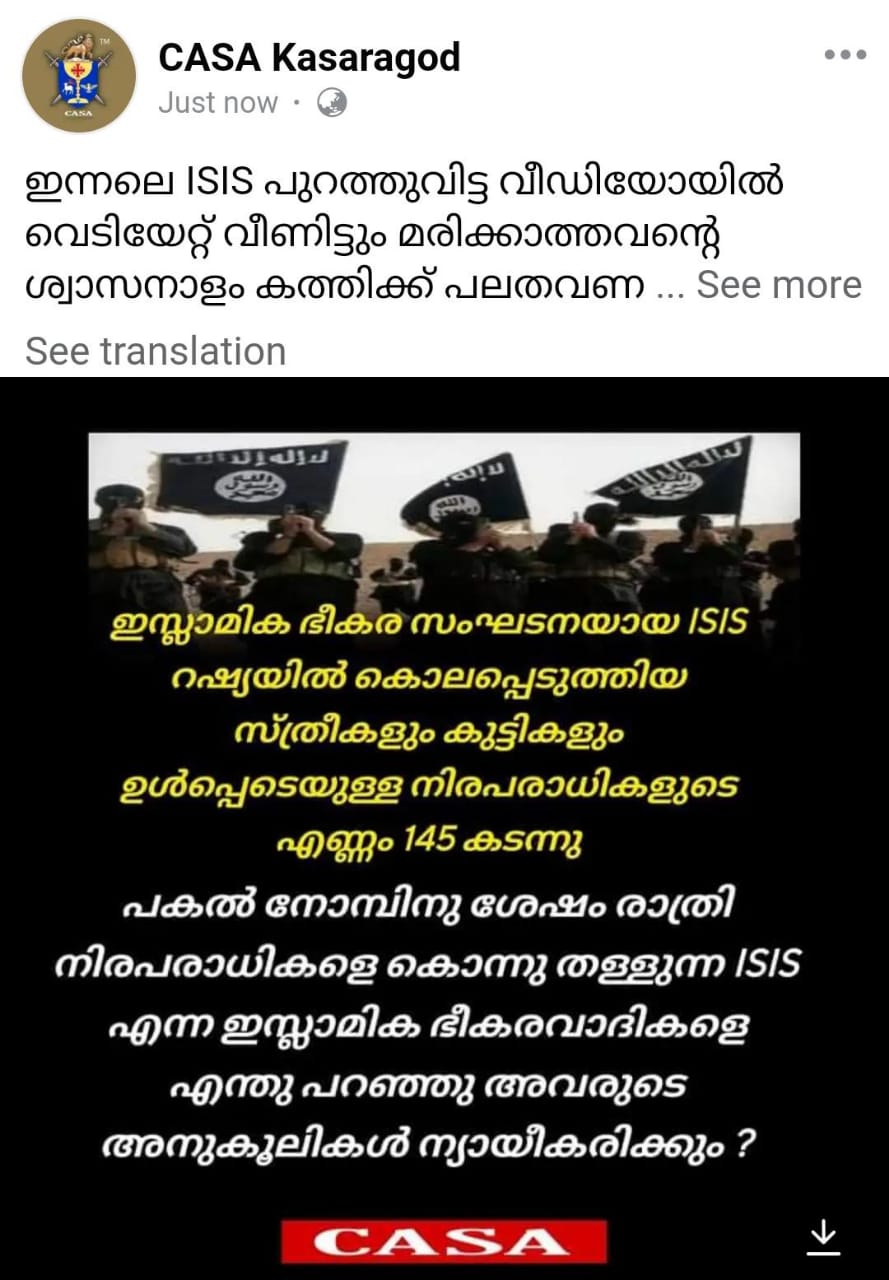 CASA Kasaragod
Just now
ഇന്നലെ ISIS പുറത്തുവിട്ട വീഡിയോയിൽ
വെടിയേറ്റ് വീണിട്ടും മരിക്കാത്തവന്റെ
ശ്വാസനാളം കത്തിക്ക് പലതവണ ... See more
See translation
ഇസ്ലാമിക ഭീകര സംഘടനയായ ISIS
റഷ്യയിൽ കൊലപ്പെടുത്തിയ
സ്ത്രീകളും കുട്ടികളും
ഉൾപ്പെടെയുള്ള നിരപരാധികളുടെ
എണ്ണം 145 കടന്നു
പകൽ നോമ്പിനു ശേഷം രാത്രി
നിരപരാധികളെ കൊന്നു തള്ളുന്ന ISIS
എന്ന ഇസ്ലാമിക ഭീകരവാദികളെ
എന്തു പറഞ്ഞു അവരുടെ
അനുകൂലികൾ ന്യായീകരിക്കും ?
CASA